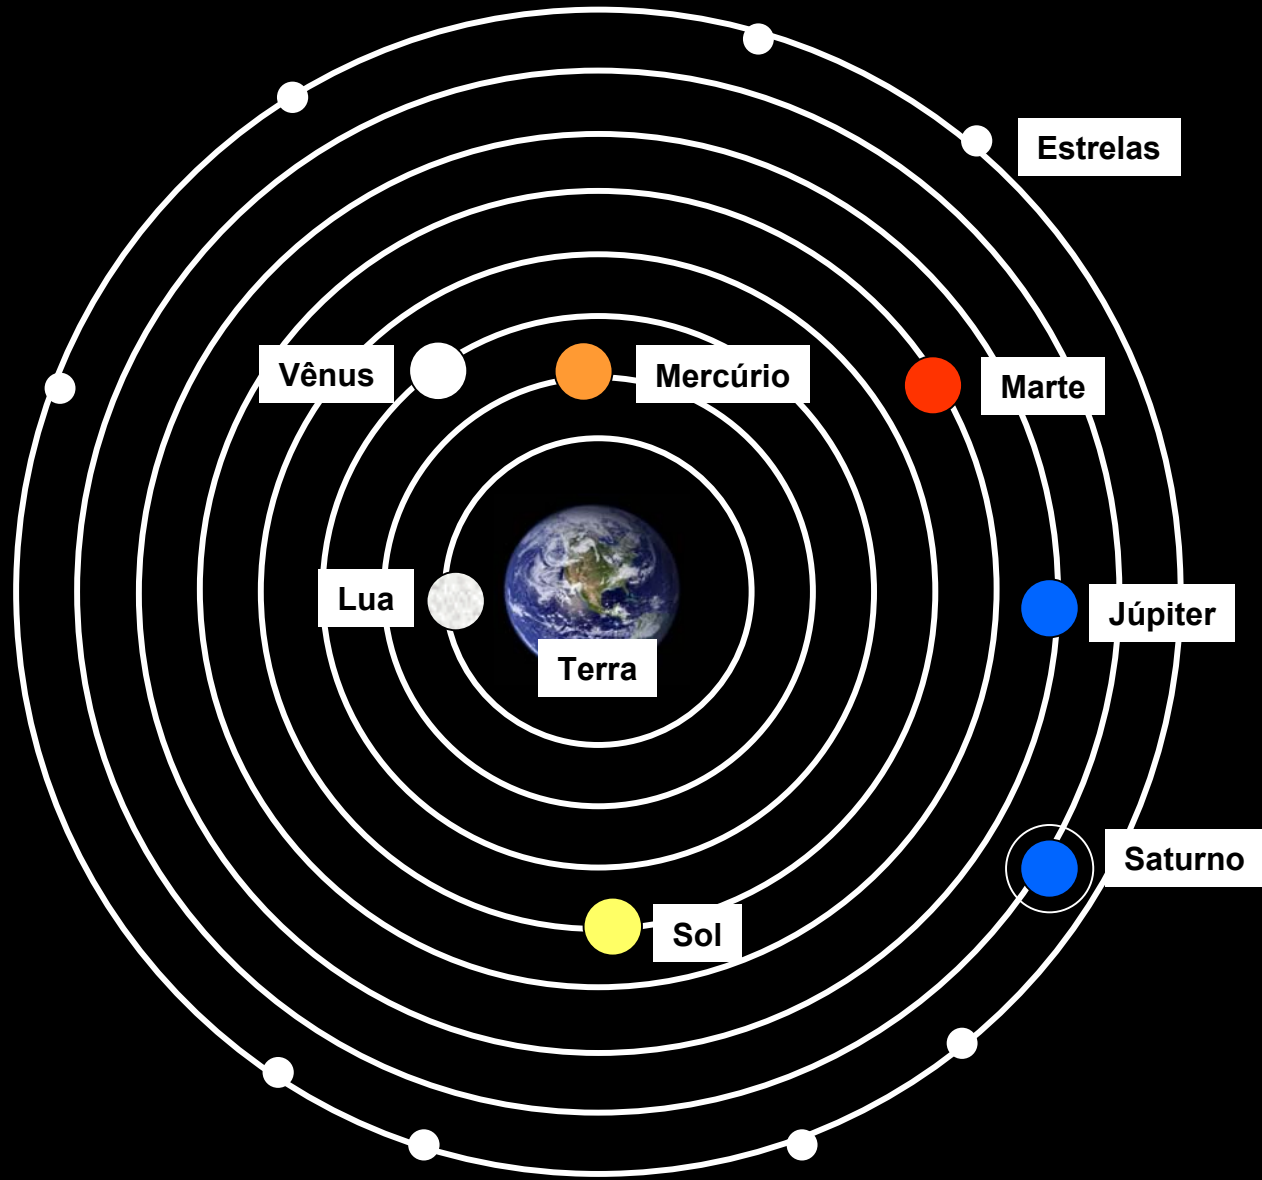 Estrelas
Vênus
Mercúrio
Marte
Lua
Júpiter
Terra
Saturno
Sol